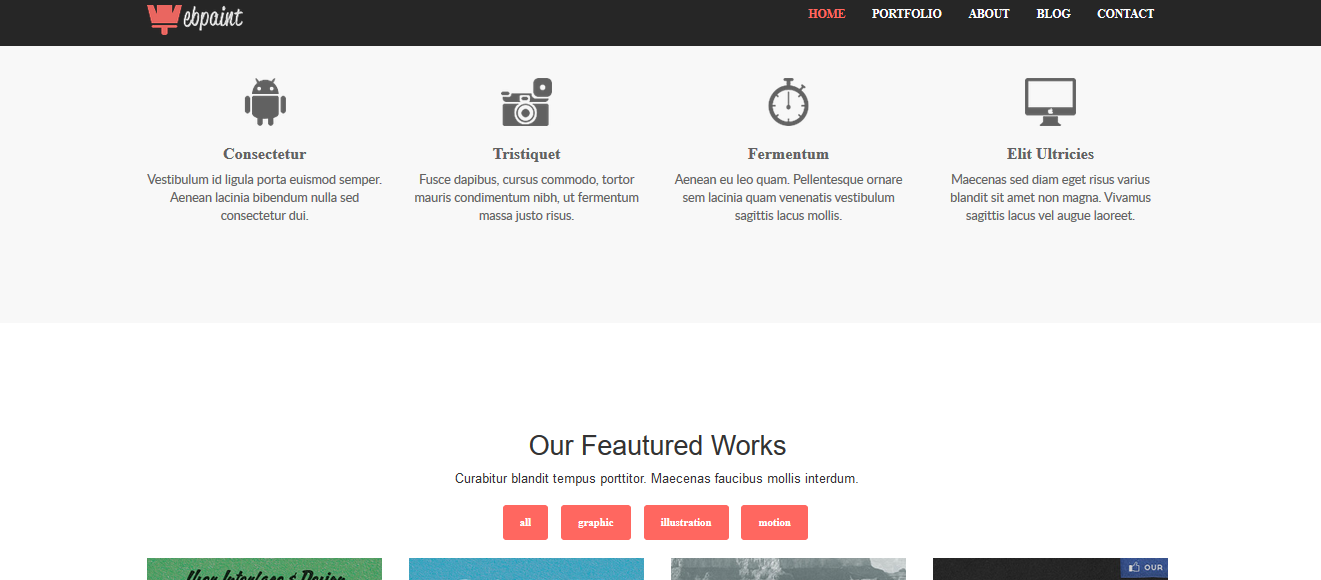 ebpaint
HOME PORTFOLIO ABOUT BLOG CONTACT
Consectetur
Vestibulum id ligula porta euismod semper.
Aenean lacinia bibendum nulla sed
consectetur dui.
Tristiquet
Fusce dapibus, cursus commodo, tortor
mauris condimentum nibh, ut fermentum
massa justo risus.
Fermentum
Aenean eu leo quam. Pellentesque ornare
sem lacinia quam venenatis vestibulum
sagittis lacus mollis.
Elit Ultricies
Maecenas sed diam eget risus varius
blandit sit amet non magna. Vivamus
sagittis lacus vel augue laoreet.
Our Feautured Works
Curabitur blandit tempus porttitor. Maecenas faucibus mollis interdum.
all graphic illustration motion
User Interface & Design
OUR